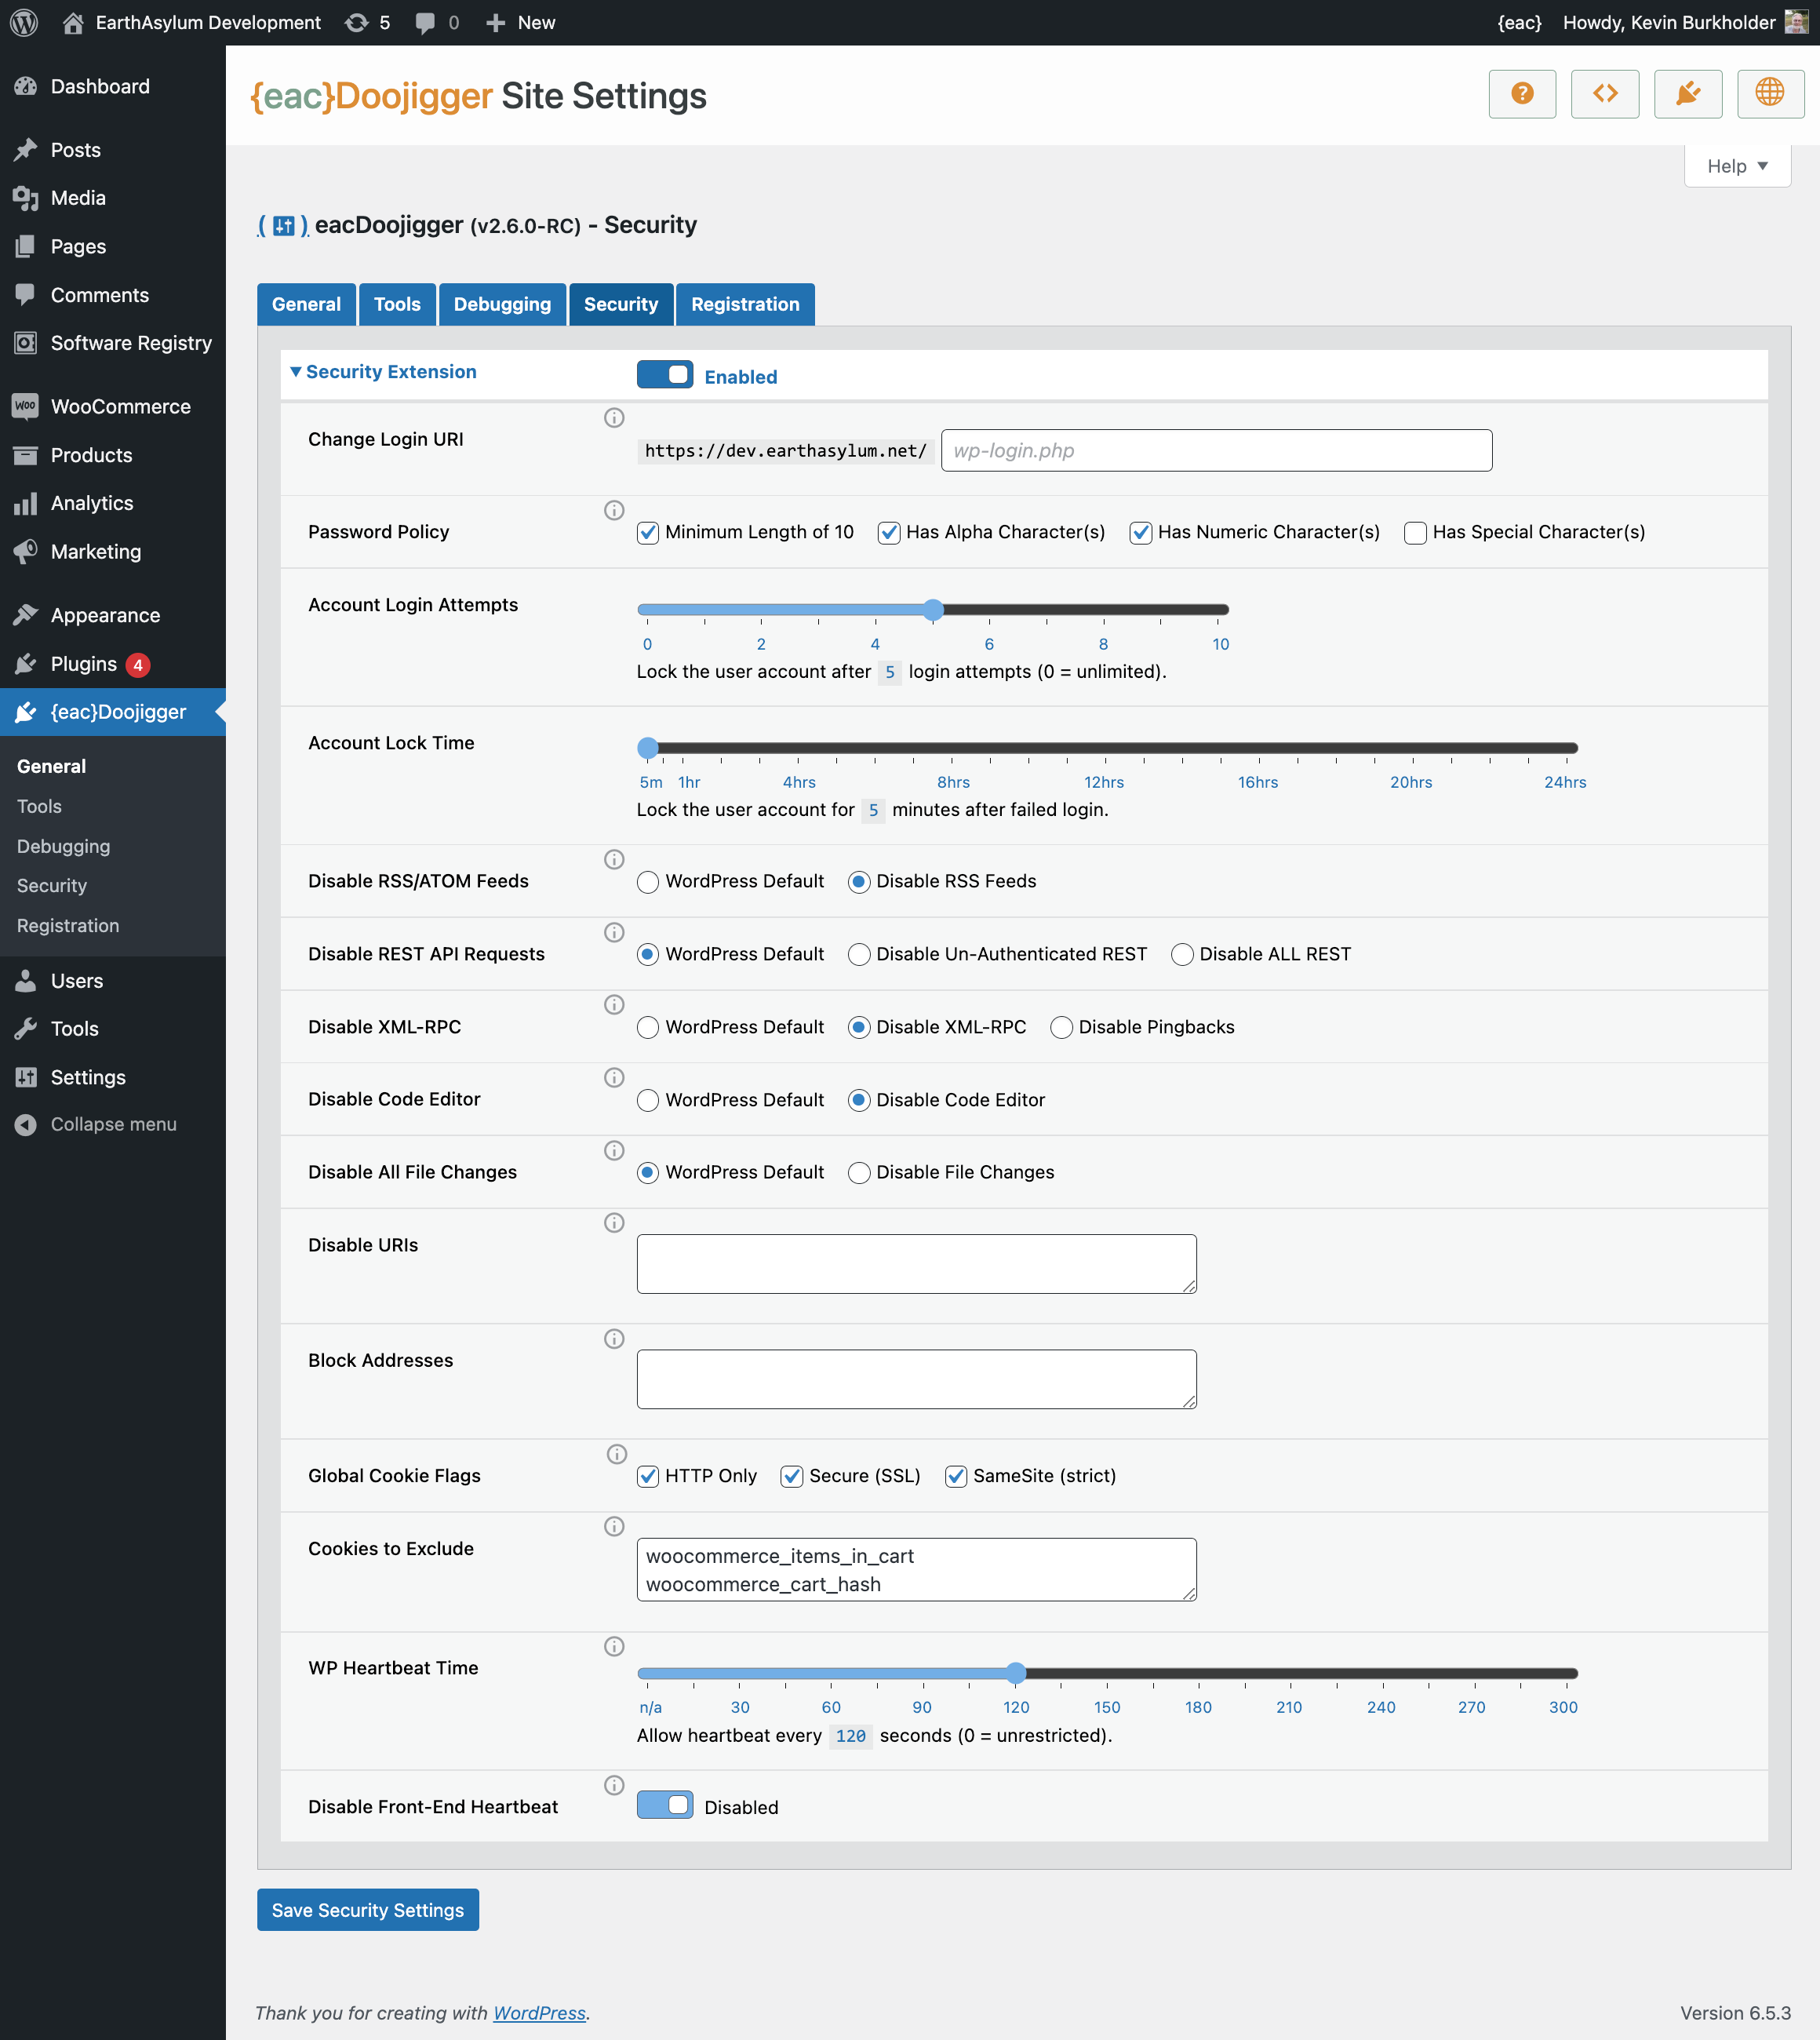 EarthAsylum Development 5 0 New {eac} Howdy, Kevin Burkholder
Dashboard
Posts
Media
Pages
Comments
Software Registry
WooCommerce
Products
Analytics
Marketing
Appearance
Plugins 4
{eac}Doojigger
General
Tools
Debugging
Security
Registration
Users
Tools
Settings
Collapse menu
{eac}Doojigger Site Settings
Help
eacDoojigger (v2.6.0-RC) - Security
General Tools Debugging Security Registration
Security Extension Enabled
Change Login URI
https://dev.earthasylum.net/ wp-login.php
Password Policy Minimum Length of 10 Has Alpha Character(s) Has Numeric Character(s) Has Special Character(s)
Account Login Attempts
0 2 4 6 8 10
Lock the user account after 5 login attempts (0 = unlimited).
Account Lock Time
5m 1hr 4hrs 8hrs 12hrs 16hrs 20hrs 24hrs
Lock the user account for 5 minutes after failed login.
Disable RSS/ATOM Feeds WordPress Default Disable RSS Feeds
Disable REST API Requests WordPress Default Disable Un-Authenticated REST Disable ALL REST
Disable XML-RPC WordPress Default Disable XML-RPC Disable Pingbacks
Disable Code Editor WordPress Default Disable Code Editor
Disable All File Changes WordPress Default Disable File Changes
Disable URIs
Block Addresses
Global Cookie Flags HTTP Only Secure (SSL) SameSite (strict)
Cookies to Exclude
woocommerce_items_in_cart
woocommerce_cart_hash
WP Heartbeat Time
n/a 30 60 90 120 150 180 210 240 270 300
Allow heartbeat every 120 seconds (0 = unrestricted).
Disable Front-End Heartbeat Disabled
Save Security Settings
Thank you for creating with WordPress. Version 6.5.3